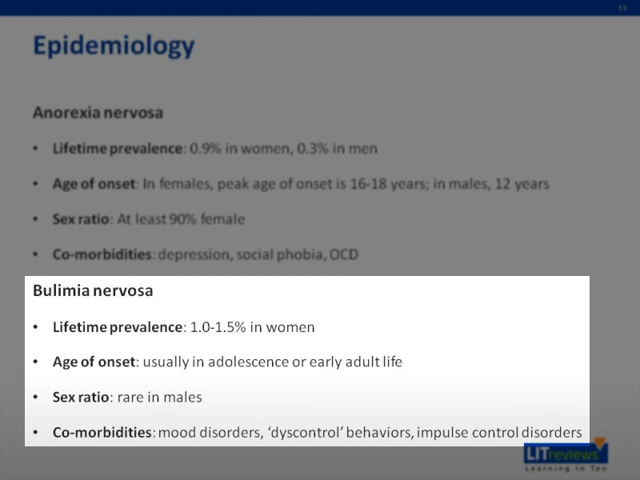 11
Epidemiology
Anorexia nervosa
• Lifetime prevalence: 0.9% in women, 0.3% in men
• Age of onset: In females, peak age of onset is 16-18 years; in males, 12 years
• Sex ratio: At least 90% female
• Co-morbidities: depression, social phobia, OCD
Bulimia nervosa
• Lifetime prevalence: 1.0-1.5% in women
• Age of onset: usually in adolescence or early adult life
• Sex ratio: rare in males
• Co-morbidities: mood disorders, ‘dyscontrol’ behaviors, impulse control disorders
LITreviews
Learning In Ten